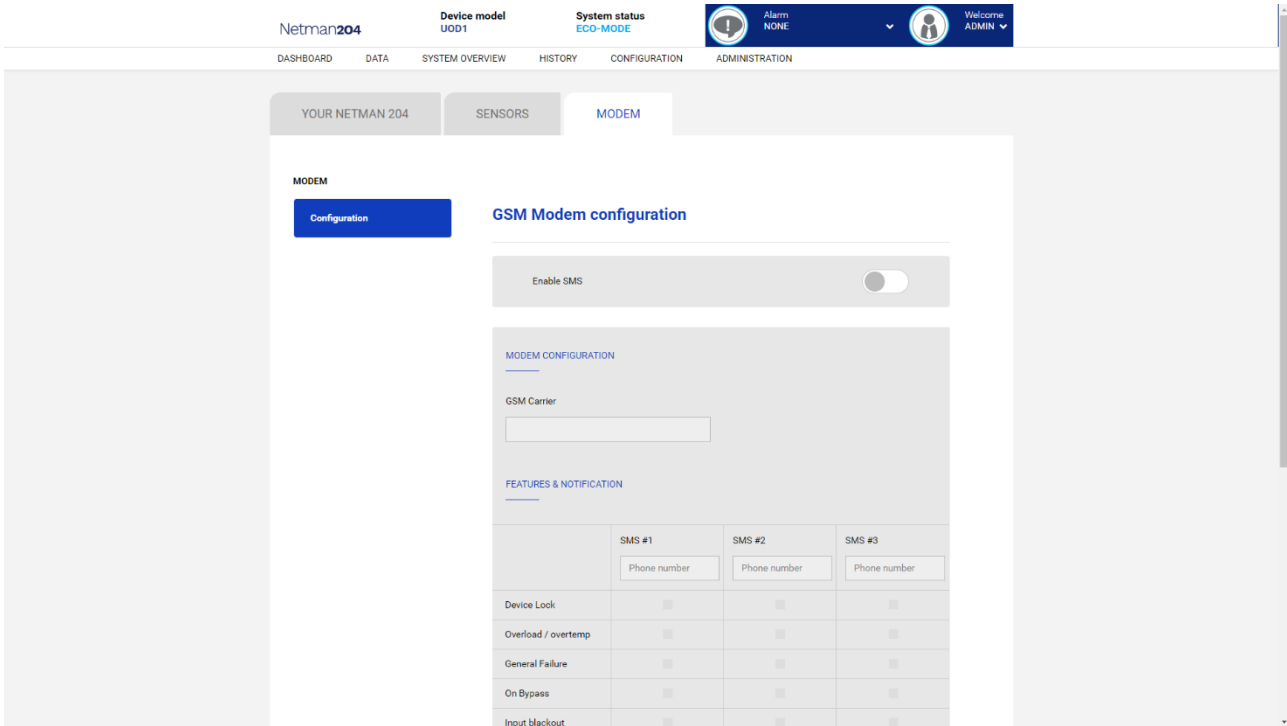 Netman204
Device model
UOD1
System status
ECO-MODE
Alarm
NONE
Welcome
ADMIN
DASHBOARD DATA SYSTEM OVERVIEW HISTORY CONFIGURATION ADMINISTRATION
YOUR NETMAN 204 SENSORS MODEM
MODEM
Configuration
GSM Modem configuration
Enable SMS
MODEM CONFIGURATION
GSM Carrier
FEATURES & NOTIFICATION
SMS #1 SMS #2 SMS #3
Phone number Phone number Phone number
Device Lock
Overload / overtemp
General Failure
On Bypass
Input blackout